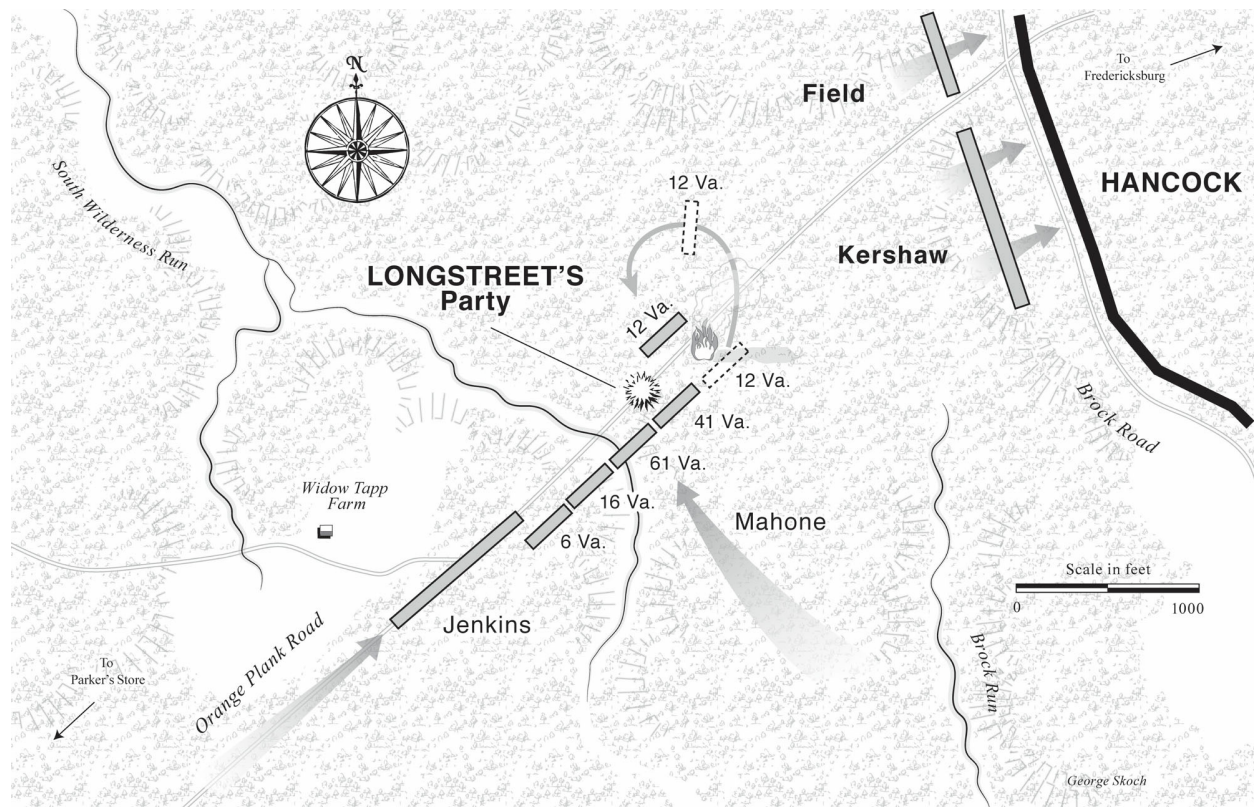 To
Fredericksburg
N
Field
HANCOCK
12 Va.
South Wilderness Run
Kershaw
LONGSTREET'S
Party
12 Va.
12 Va.
41 Va.
Brock Road
61 Va.
Widow Tapp
Farm
16 Va.
Mahone
6 Va.
Scale in feet
0
1000
Jenkins
Orange Plank Road
To
Parker's Store
Brock Run
George Skoch